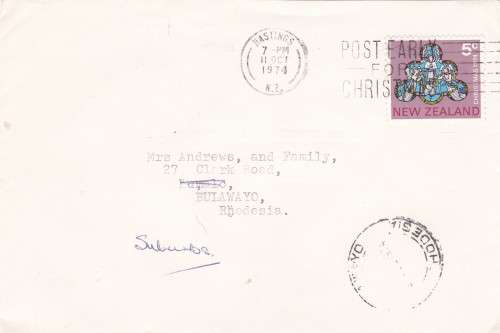 HASTINGS
7-PM
11 OCT
1974
N.Z.
POST EARLY
FOR
CHRISTMAS
5c
NEW ZEALAND
Mrs Andrews, and Family,
27 Clark Road,
BULAWAYO,
Rhodesia.
Suburbs.